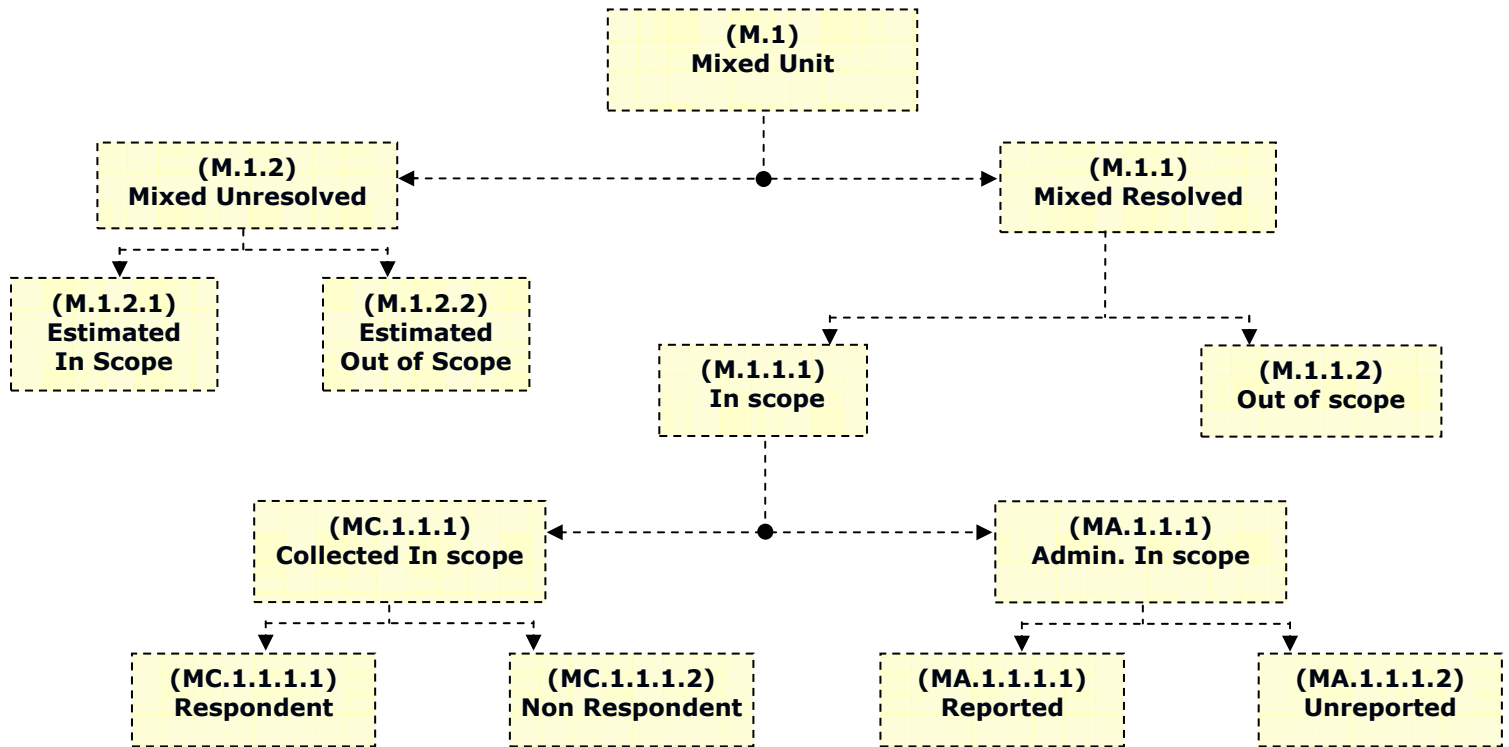 (M.1)
Mixed Unit
(M.1.2)
Mixed Unresolved
(M.1.1)
Mixed Resolved
(M.1.2.1)
Estimated
In Scope
(M.1.2.2)
Estimated
Out of Scope
(M.1.1.1)
In scope
(M.1.1.2)
Out of scope
(MC.1.1.1)
Collected In scope
(MA.1.1.1)
Admin. In scope
(MC.1.1.1.1)
Respondent
(MC.1.1.1.2)
Non Respondent
(MA.1.1.1.1)
Reported
(MA.1.1.1.2)
Unreported